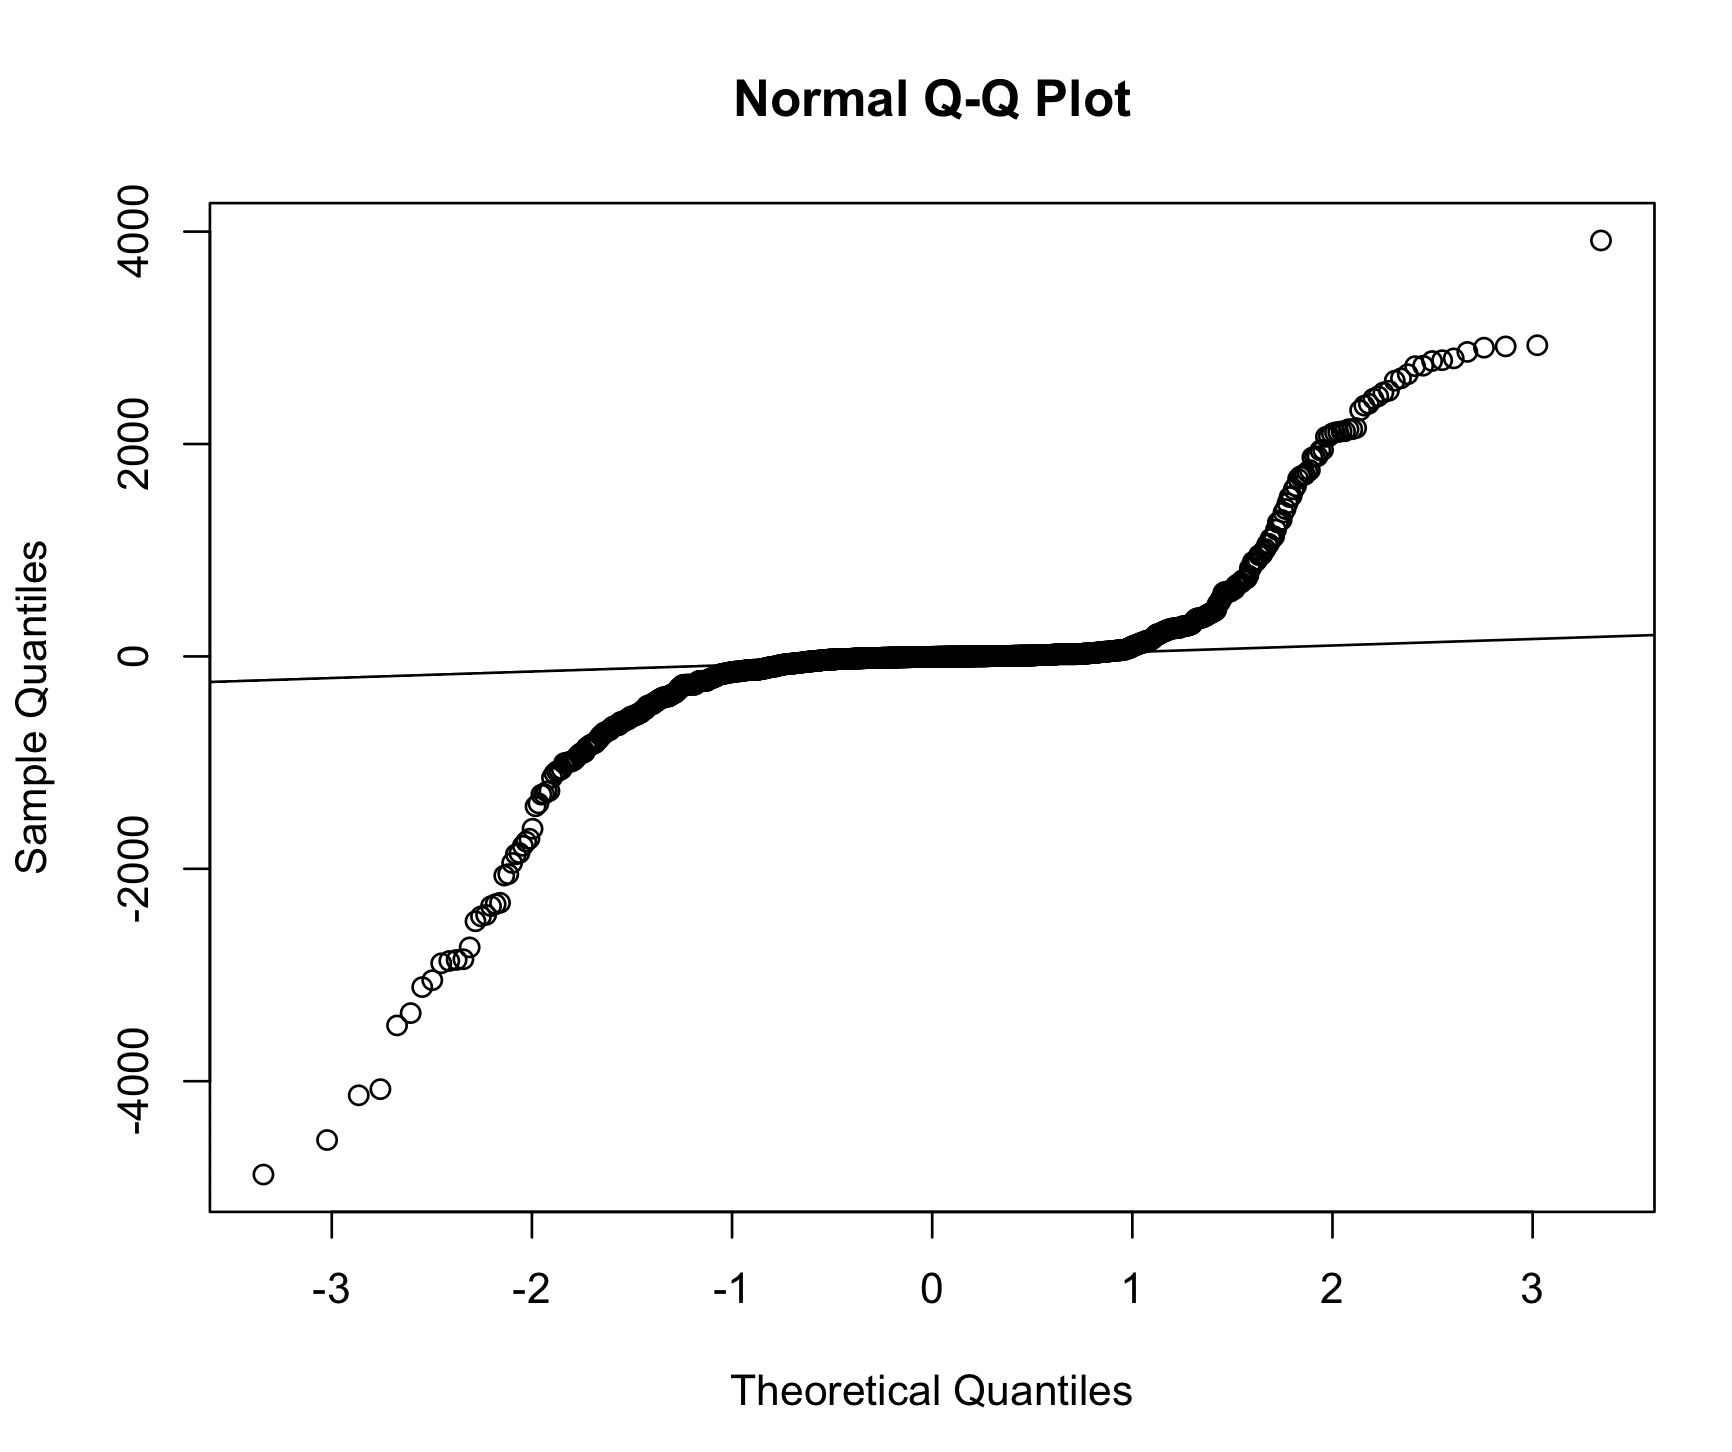 Normal Q-Q Plot
Sample Quantiles
4000
2000
0
-2000
-4000
-3 -2 -1 0 1 2 3
Theoretical Quantiles